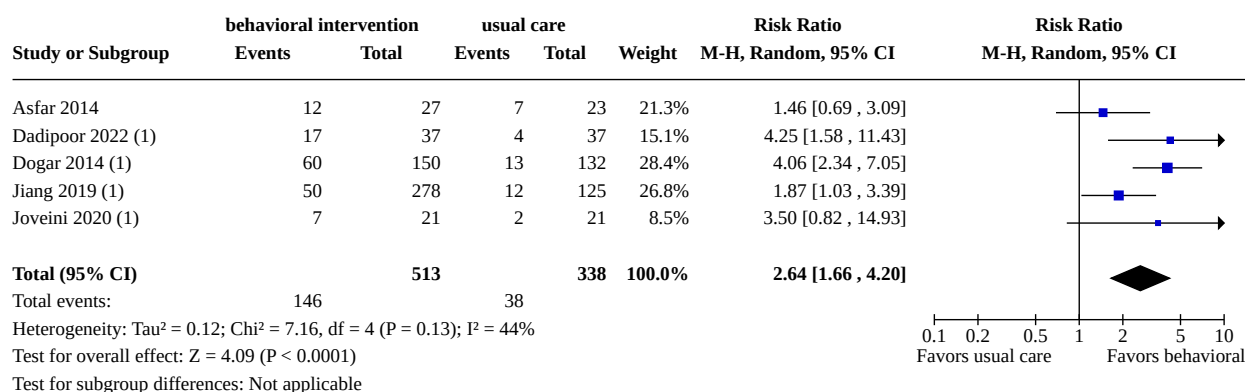 behavioral intervention usual care Risk Ratio Risk Ratio
Study or Subgroup Events Total Events Total Weight M-H, Random, 95% CI M-H, Random, 95% CI
Asfar 2014 12 27 7 23 21.3% 1.46 [0.69 , 3.09]
Dadipoor 2022 (1) 17 37 4 37 15.1% 4.25 [1.58 , 11.43]
Dogar 2014 (1) 60 150 13 132 28.4% 4.06 [2.34 , 7.05]
Jiang 2019 (1) 50 278 12 125 26.8% 1.87 [1.03 , 3.39]
Joveini 2020 (1) 7 21 2 21 8.5% 3.50 [0.82 , 14.93]
Total (95% CI) 513 338 100.0% 2.64 [1.66 , 4.20]
Total events: 146 38
Heterogeneity: Tau² = 0.12; Chi² = 7.16, df = 4 (P = 0.13); I² = 44%
Test for overall effect: Z = 4.09 (P < 0.0001)
Test for subgroup differences: Not applicable
0.1 0.2 0.5 1 2 5 10
Favors usual care Favors behavioral